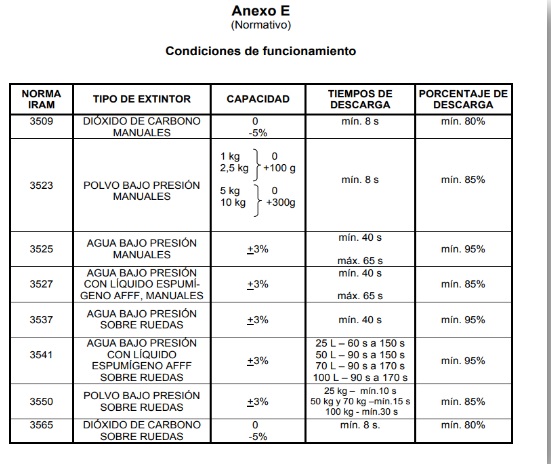 Anexo E
(Normativo)
Condiciones de funcionamiento
NORMA IRAM | TIPO DE EXTINTOR | CAPACIDAD | TIEMPOS DE DESCARGA | PORCENTAJE DE DESCARGA
3509 | DIÓXIDO DE CARBONO MANUALES | 0 -5% | mín. 8 s | mín. 80%
3523 | POLVO BAJO PRESIÓN MANUALES | 1 kg 2,5 kg } 0 +100 g 5 kg 10 kg } 0 +300g | mín. 8 s | mín. 85%
3525 | AGUA BAJO PRESIÓN MANUALES | ±3% | mín. 40 s máx. 65 s | mín. 95%
3527 | AGUA BAJO PRESIÓN CON LÍQUIDO ESPUMÍ-GENO AFFF, MANUALES | ±3% | mín. 40 s máx. 65 s | mín. 85%
3537 | AGUA BAJO PRESIÓN SOBRE RUEDAS | ±3% | mín. 40 s | mín. 95%
3541 | AGUA BAJO PRESIÓN CON LÍQUIDO ESPUMÍGENO AFFF SOBRE RUEDAS | ±3% | 25 L – 60 s a 150 s 50 L – 90 s a 150 s 70 L – 90 s a 170 s 100 L – 90 s a 170 s | mín. 95%
3550 | POLVO BAJO PRESIÓN SOBRE RUEDAS | ±3% | 25 kg – mín.10 s 50 kg y 70 kg –mín.15 s 100 kg - mín.30 s | mín. 85%
3565 | DIÓXIDO DE CARBONO SOBRE RUEDAS | 0 -5% | mín. 8 s. | mín. 80%